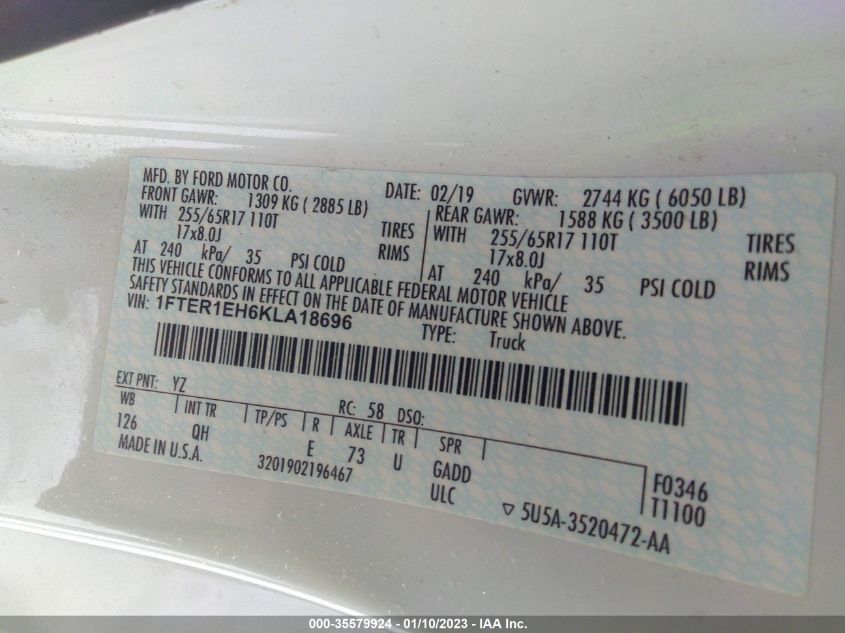 MFD. BY FORD MOTOR CO.
DATE: 02/19 GVWR: 2744 KG ( 6050 LB)
FRONT GAWR: 1309 KG ( 2885 LB)
WITH 255/65R17 110T TIRES
17x8.0J RIMS
AT 240 kPa/ 35 PSI COLD
REAR GAWR: 1588 KG ( 3500 LB)
WITH 255/65R17 110T TIRES
17x8.0J RIMS
AT 240 kPa/ 35 PSI COLD
THIS VEHICLE CONFORMS TO ALL APPLICABLE FEDERAL MOTOR VEHICLE
SAFETY STANDARDS IN EFFECT ON THE DATE OF MANUFACTURE SHOWN ABOVE.
VIN: 1FTER1EH6KLA18696
TYPE: Truck
EXT PNT: YZ RC: 58 DSO:
WB INT TR TP/PS R AXLE TR SPR
126 QH E 73 U GADD
ULC
F0346
T1100
MADE IN U.S.A. 3201902196467
▽ 5U5A-3520472-AA
000-35579924 - 01/10/2023 - IAA Inc.